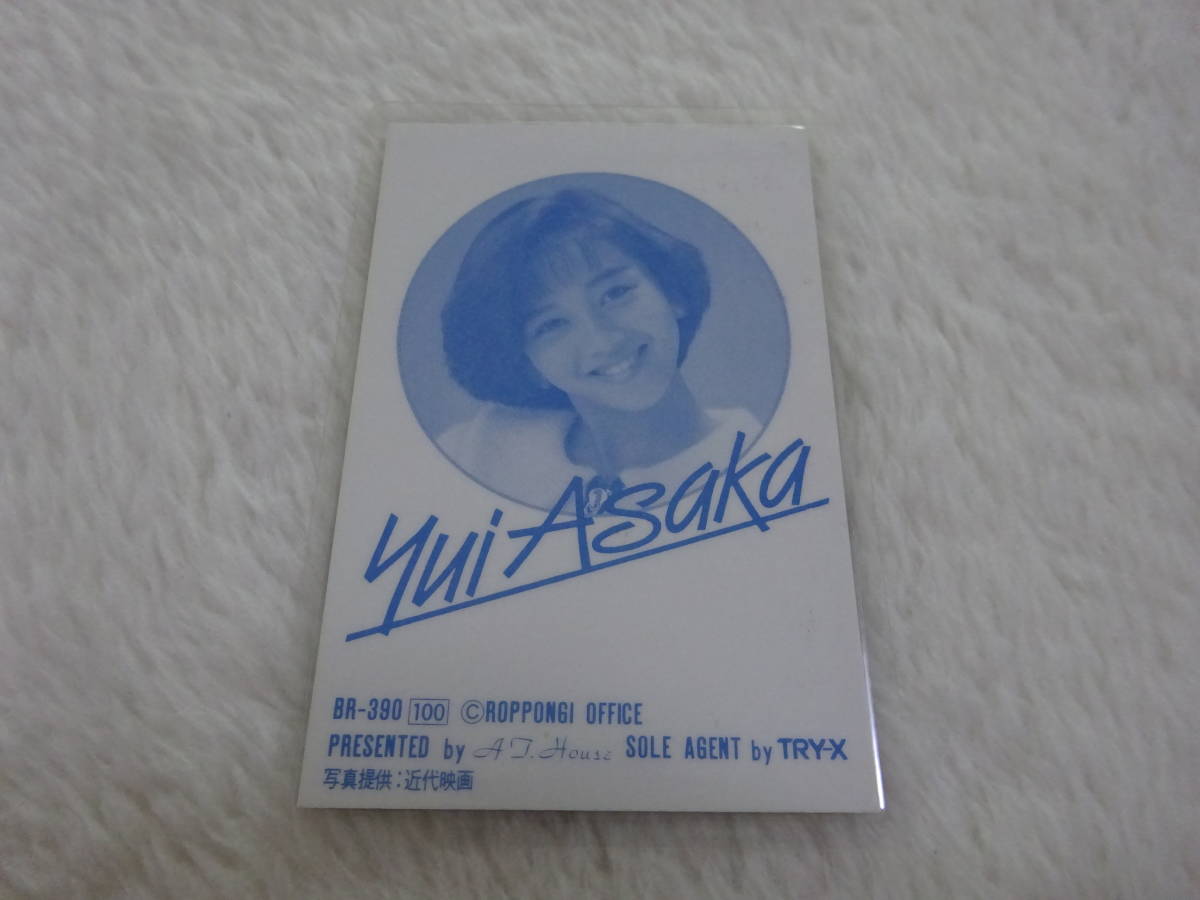 Yui Asaka
BR-390 100 ©ROPPONGI OFFICE
PRESENTED by A.T. House SOLE AGENT by TRY-X
写真提供:近代映画